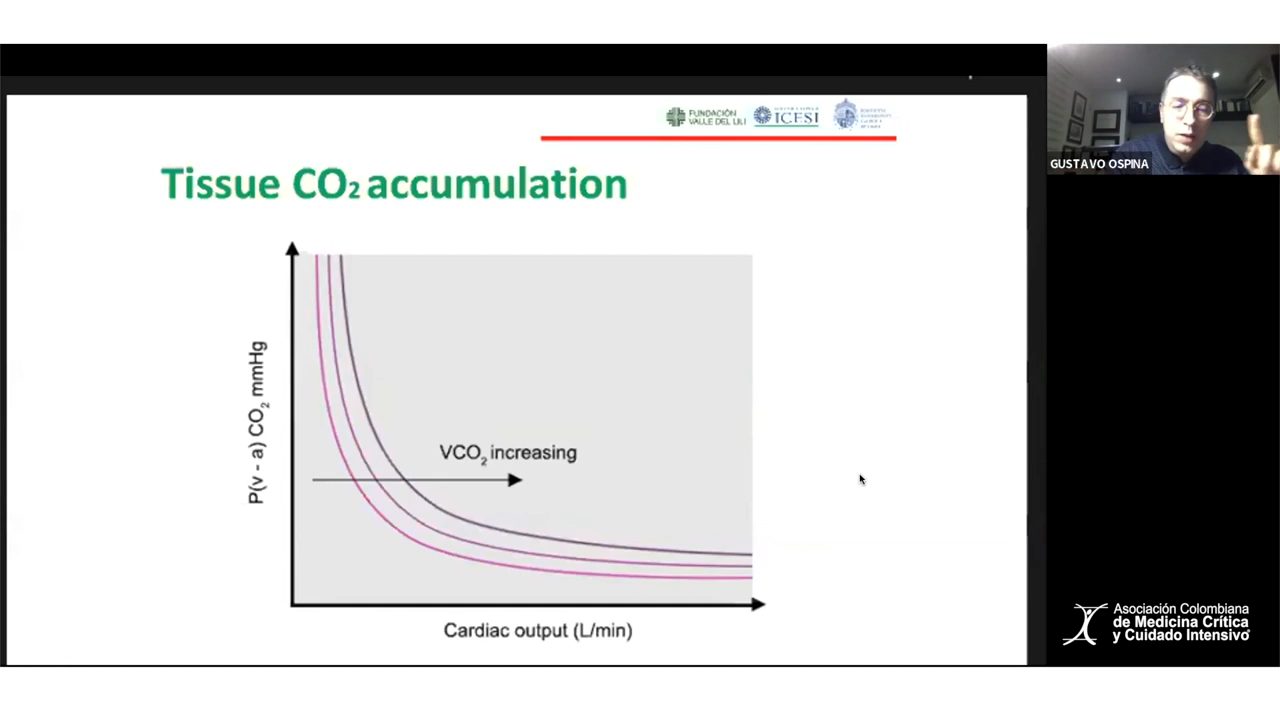 FUNDACIÓN
VALLE DEL LILI
ICESI
GUSTAVO OSPINA
Tissue CO₂ accumulation
P(v - a) CO₂ mmHg
VCO₂ increasing
Cardiac output (L/min)
Asociación Colombiana
de Medicina Crítica
y Cuidado Intensivo